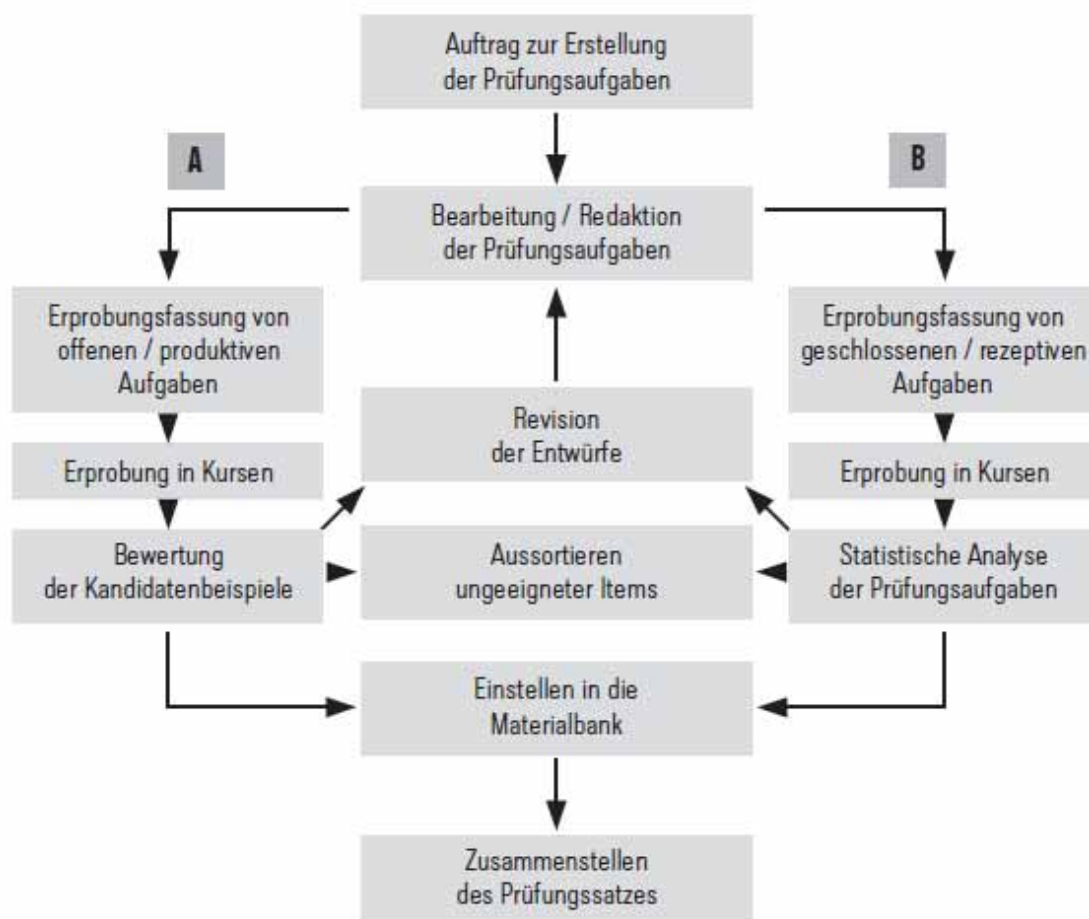 Auftrag zur Erstellung
der Prüfungsaufgaben
A
B
Bearbeitung / Redaktion
der Prüfungsaufgaben
Erprobungsfassung von
offenen / produktiven
Aufgaben
Erprobungsfassung von
geschlossenen / rezeptiven
Aufgaben
Revision
der Entwürfe
Erprobung in Kursen
Erprobung in Kursen
Bewertung
der Kandidatenbeispiele
Aussortieren
ungeeigneter Items
Statistische Analyse
der Prüfungsaufgaben
Einstellen in die
Materialbank
Zusammenstellen
des Prüfungssatzes